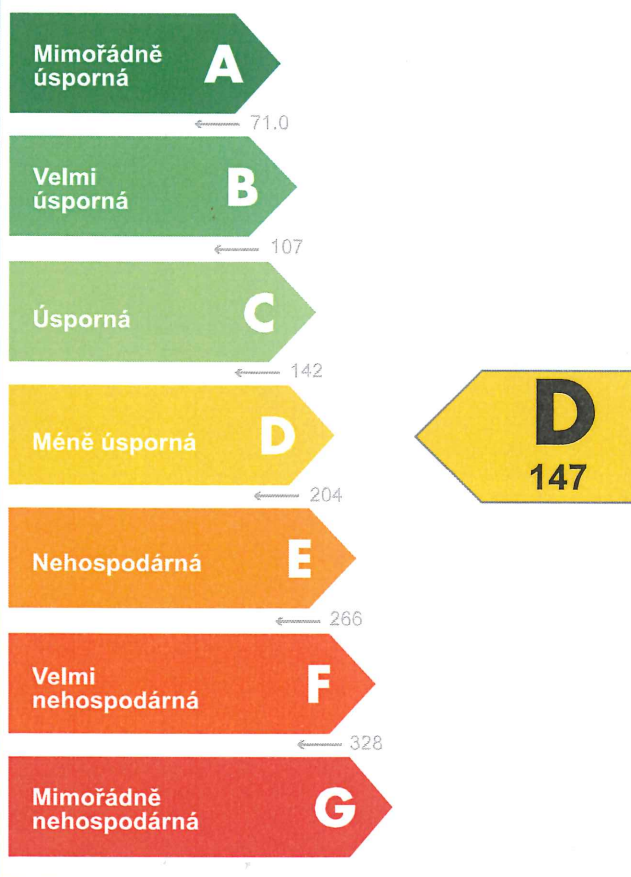 Mimořádně
úsporná
A
71.0
Velmi
úsporná
B
107
Úsporná
C
142
Méně úsporná
D
D
147
204
Nehospodárná
E
266
Velmi
nehospodárná
F
328
Mimořádně
nehospodárná
G